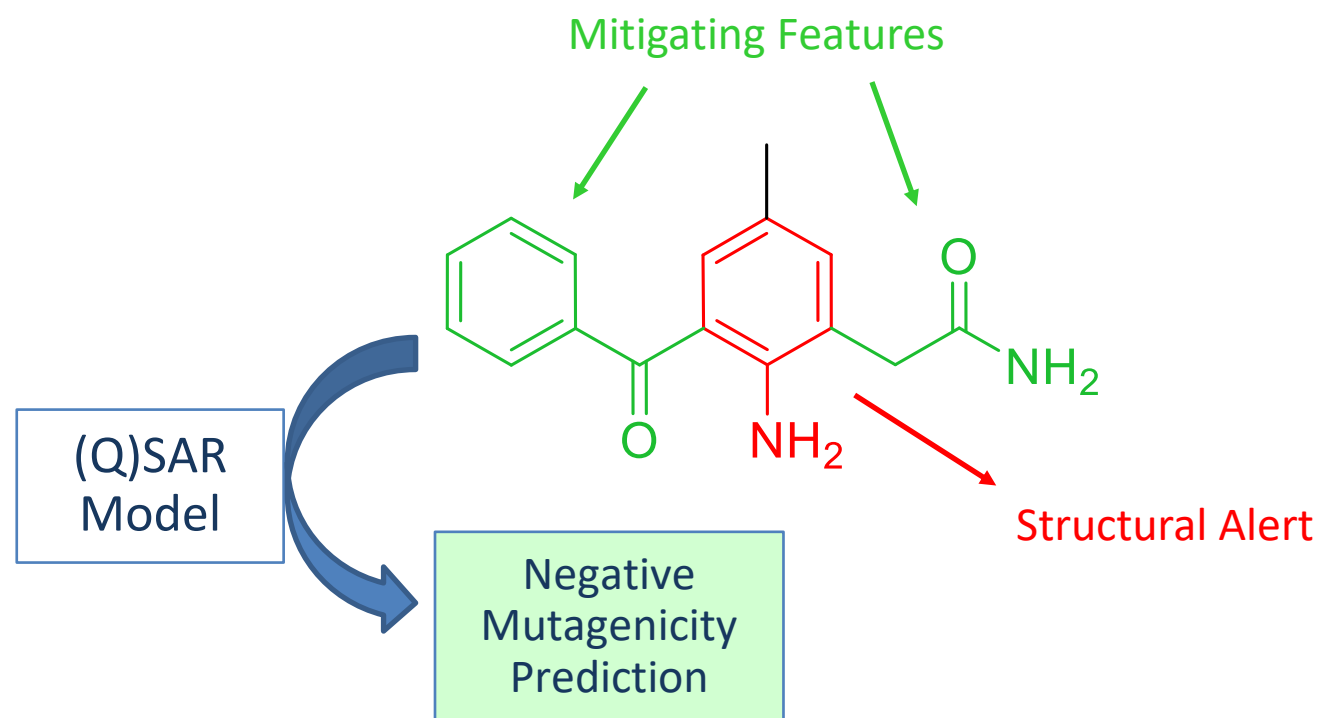 Mitigating Features
O
NH2
O
NH2
(Q)SAR
Model
Structural Alert
Negative
Mutagenicity
Prediction